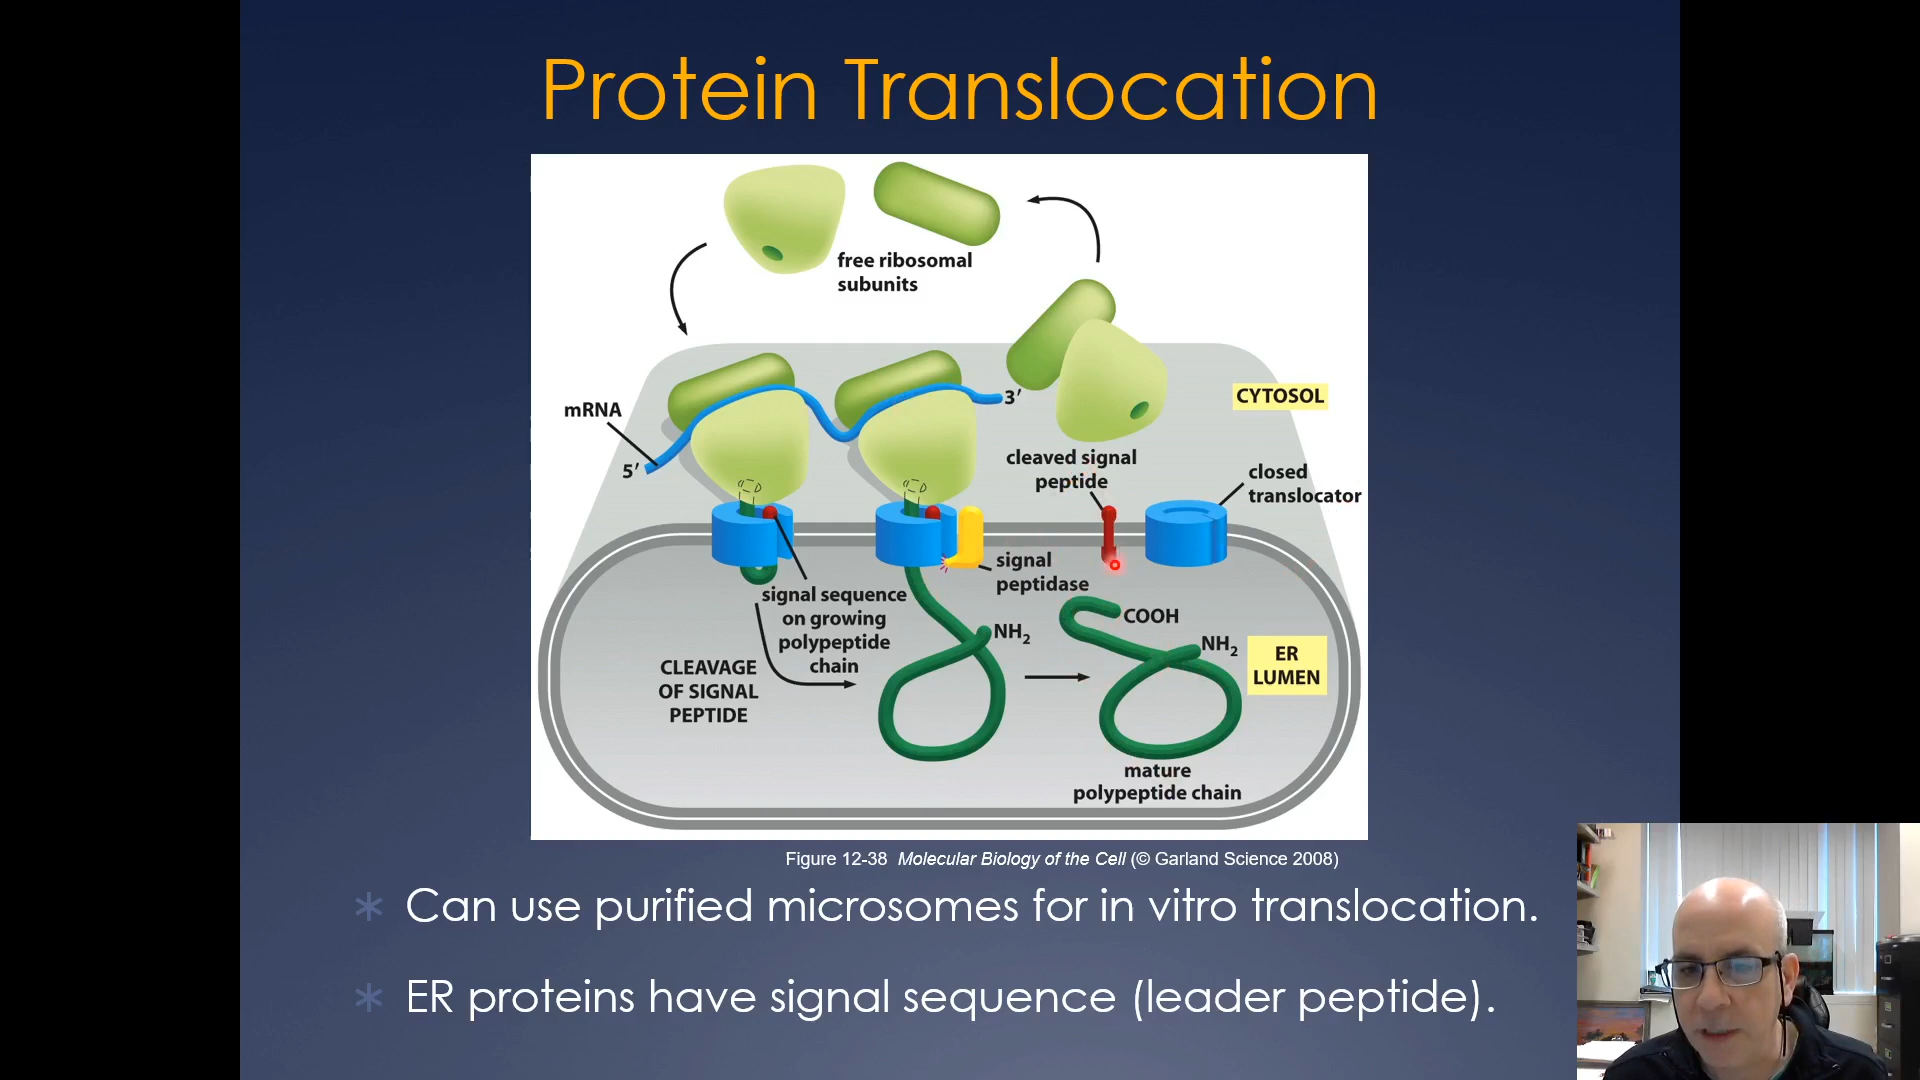 Protein Translocation
free ribosomal
subunits
mRNA
5′
3′
CYTOSOL
cleaved signal
peptide
closed
translocator
signal
peptidase
signal sequence
on growing
polypeptide
chain
CLEAVAGE
OF SIGNAL
PEPTIDE
NH2
COOH
NH2
ER
LUMEN
mature
polypeptide chain
Figure 12-38 Molecular Biology of the Cell (© Garland Science 2008)
Can use purified microsomes for in vitro translocation.
ER proteins have signal sequence (leader peptide).